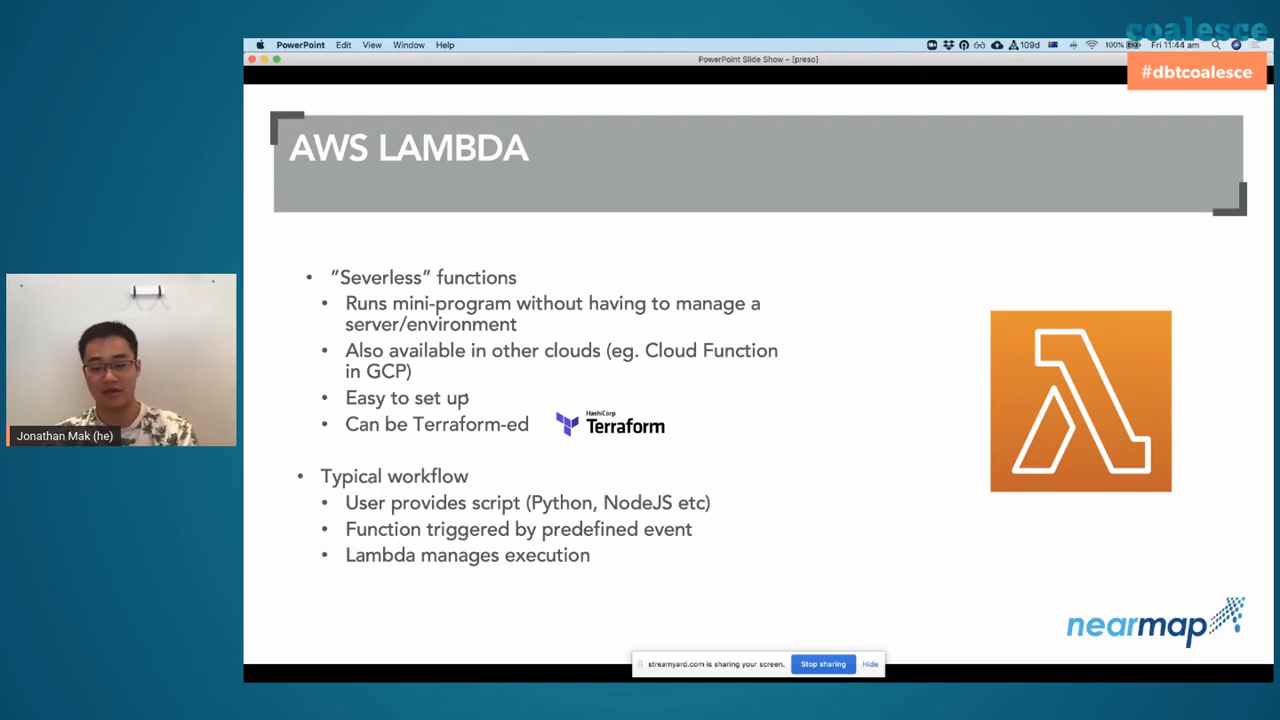 coalesce
PowerPoint Edit View Window Help
109d 100% Fri 11:44 am
PowerPoint Slide Show – [preso]
#dbtcoalesce
AWS LAMBDA
• ”Severless” functions
• Runs mini-program without having to manage a
server/environment
• Also available in other clouds (eg. Cloud Function
in GCP)
• Easy to set up
• Can be Terraform-ed
HashiCorp
Terraform
Jonathan Mak (he)
• Typical workflow
• User provides script (Python, NodeJS etc)
• Function triggered by predefined event
• Lambda manages execution
nearmap
streamyard.com is sharing your screen. Stop sharing Hide